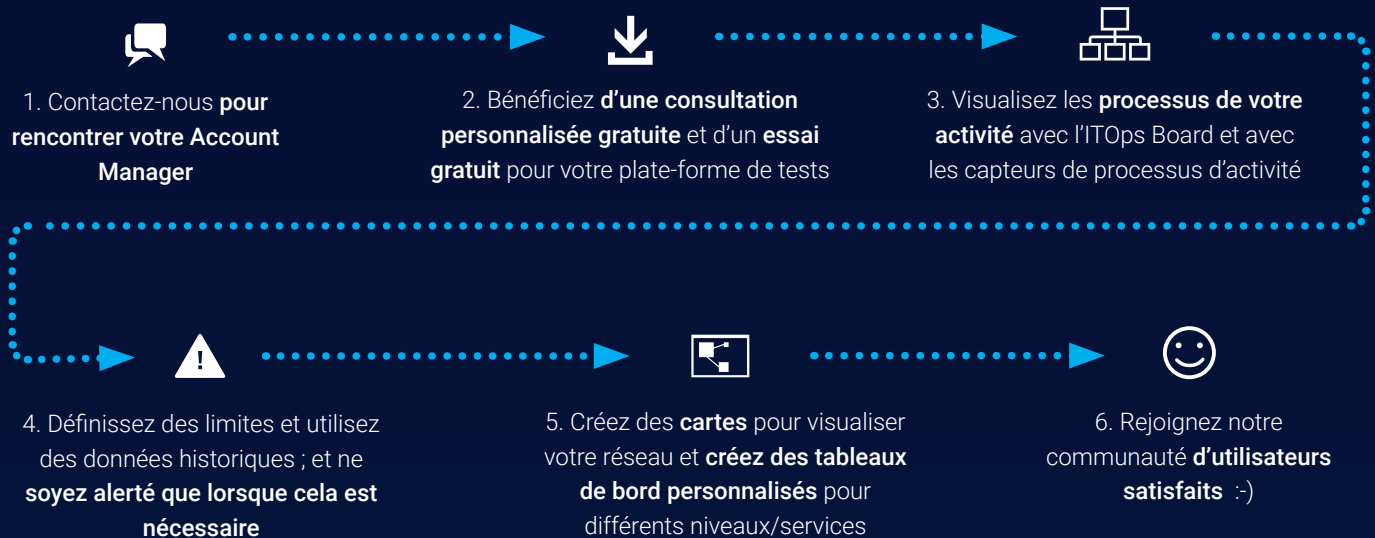 1. Contactez-nous pour
rencontrer votre Account
Manager
2. Bénéficiez d’une consultation
personnalisée gratuite et d’un essai
gratuit pour votre plate-forme de tests
3. Visualisez les processus de votre
activité avec l’ITOps Board et avec
les capteurs de processus d’activité
4. Définissez des limites et utilisez
des données historiques ; et ne
soyez alerté que lorsque cela est
nécessaire
5. Créez des cartes pour visualiser
votre réseau et créez des tableaux
de bord personnalisés pour
différents niveaux/services
6. Rejoignez notre
communauté d’utilisateurs
satisfaits :-)